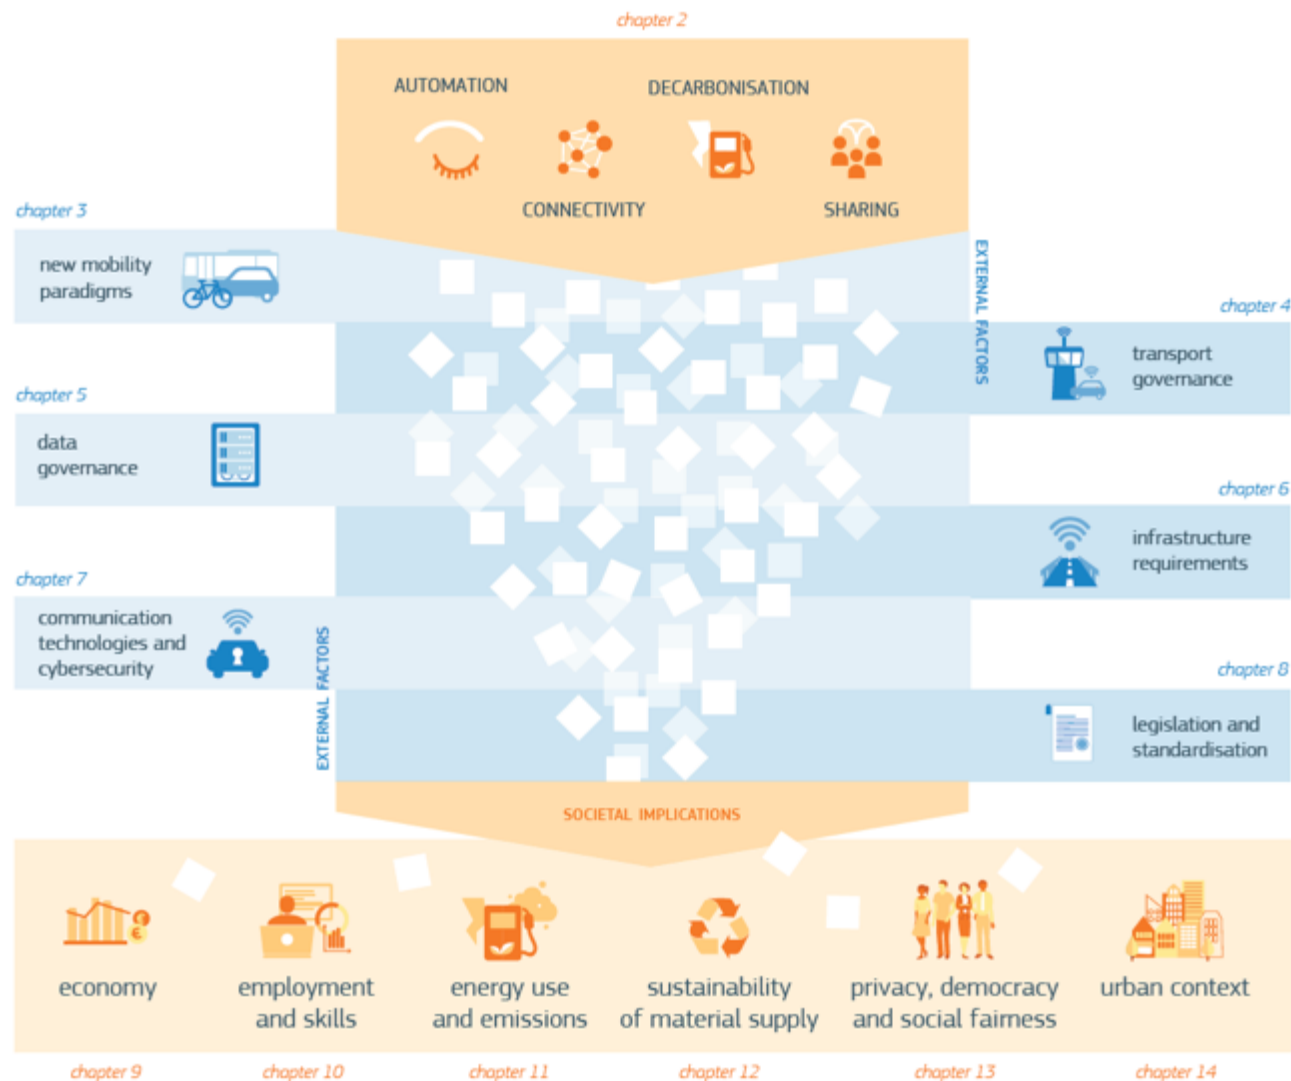 chapter 2
AUTOMATION
DECARBONISATION
CONNECTIVITY
SHARING
chapter 3
new mobility
paradigms
EXTERNAL FACTORS
chapter 4
transport
governance
chapter 5
data
governance
chapter 6
infrastructure
requirements
chapter 7
communication
technologies and
cybersecurity
EXTERNAL FACTORS
chapter 8
legislation and
standardisation
SOCIETAL IMPLICATIONS
economy
employment
and skills
energy use
and emissions
sustainability
of material supply
privacy, democracy
and social fairness
urban context
chapter 9
chapter 10
chapter 11
chapter 12
chapter 13
chapter 14